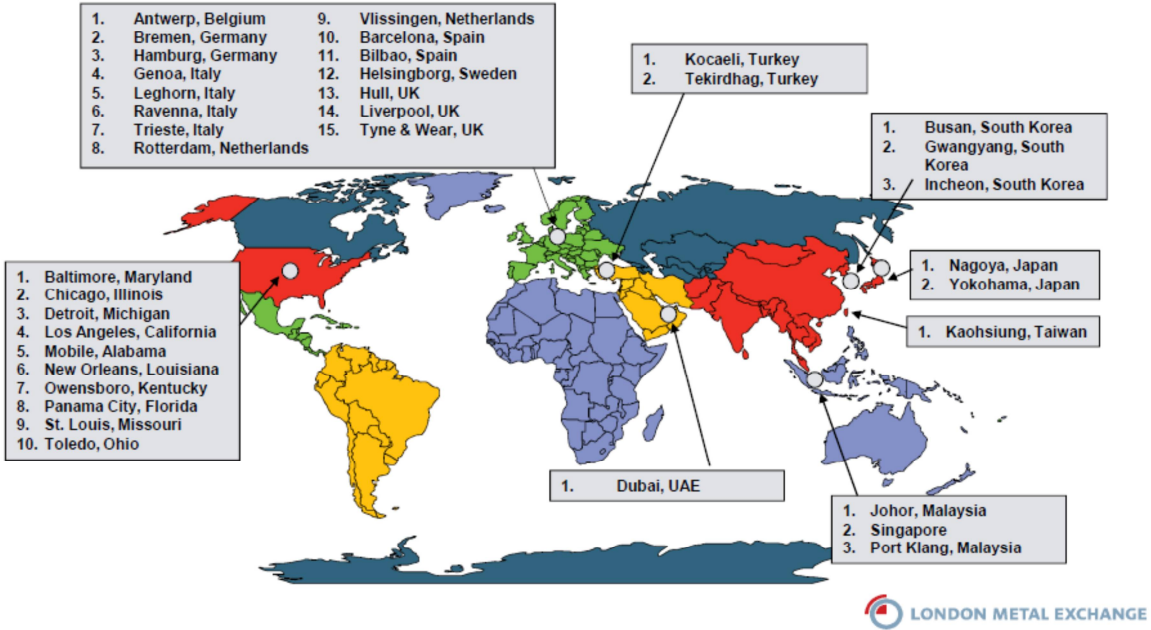 1. Antwerp, Belgium
2. Bremen, Germany
3. Hamburg, Germany
4. Genoa, Italy
5. Leghorn, Italy
6. Ravenna, Italy
7. Trieste, Italy
8. Rotterdam, Netherlands
9. Vlissingen, Netherlands
10. Barcelona, Spain
11. Bilbao, Spain
12. Helsingborg, Sweden
13. Hull, UK
14. Liverpool, UK
15. Tyne & Wear, UK
1. Kocaeli, Turkey
2. Tekirdhag, Turkey
1. Busan, South Korea
2. Gwangyang, South
Korea
3. Incheon, South Korea
1. Nagoya, Japan
2. Yokohama, Japan
1. Kaohsiung, Taiwan
1. Baltimore, Maryland
2. Chicago, Illinois
3. Detroit, Michigan
4. Los Angeles, California
5. Mobile, Alabama
6. New Orleans, Louisiana
7. Owensboro, Kentucky
8. Panama City, Florida
9. St. Louis, Missouri
10. Toledo, Ohio
1. Dubai, UAE
1. Johor, Malaysia
2. Singapore
3. Port Klang, Malaysia
LONDON METAL EXCHANGE